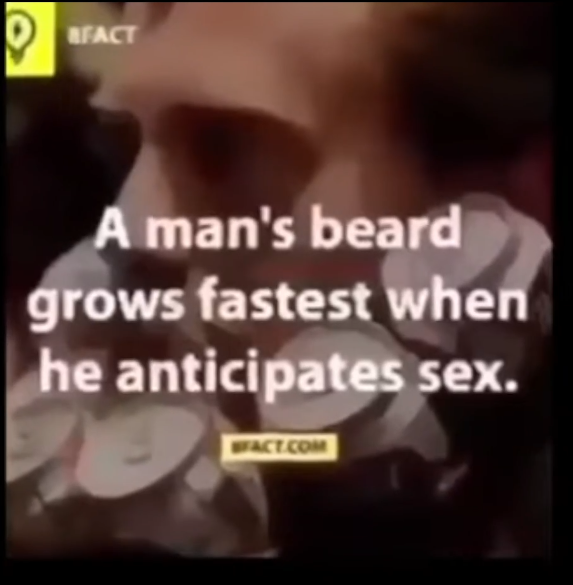 8FACT
A man's beard
grows fastest when
he anticipates sex.
8FACT.COM